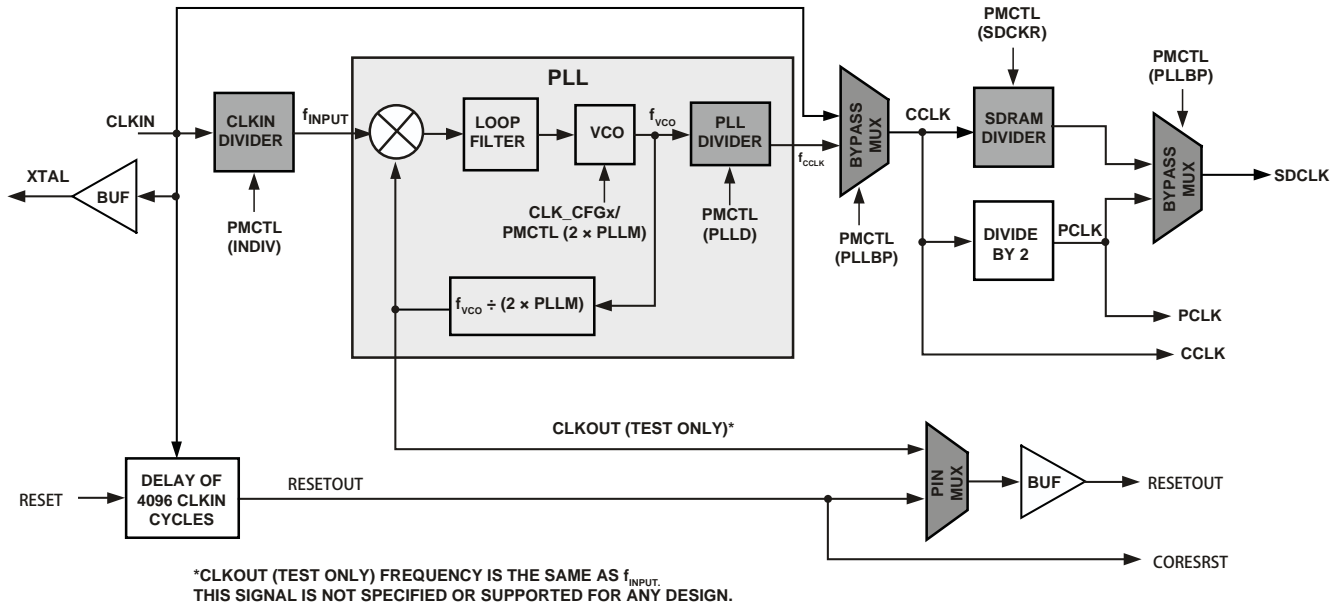 PMCTL
(SDCKR)
PMCTL
(PLLBP)
PLL
CLKIN
CLKIN
DIVIDER
fINPUT
LOOP
FILTER
VCO
fVCO
PLL
DIVIDER
fCCLK
BYPASS
MUX
CCLK
SDRAM
DIVIDER
BYPASS
MUX
SDCLK
XTAL
BUF
PMCTL
(INDIV)
CLK_CFGx/
PMCTL (2 × PLLM)
PMCTL
(PLLD)
PMCTL
(PLLBP)
DIVIDE
BY 2
PCLK
fVCO ÷ (2 × PLLM)
PCLK
CCLK
CLKOUT (TEST ONLY)*
RESET
DELAY OF
4096 CLKIN
CYCLES
RESETOUT
PIN
MUX
BUF
RESETOUT
CORESRST
*CLKOUT (TEST ONLY) FREQUENCY IS THE SAME AS fINPUT.
THIS SIGNAL IS NOT SPECIFIED OR SUPPORTED FOR ANY DESIGN.